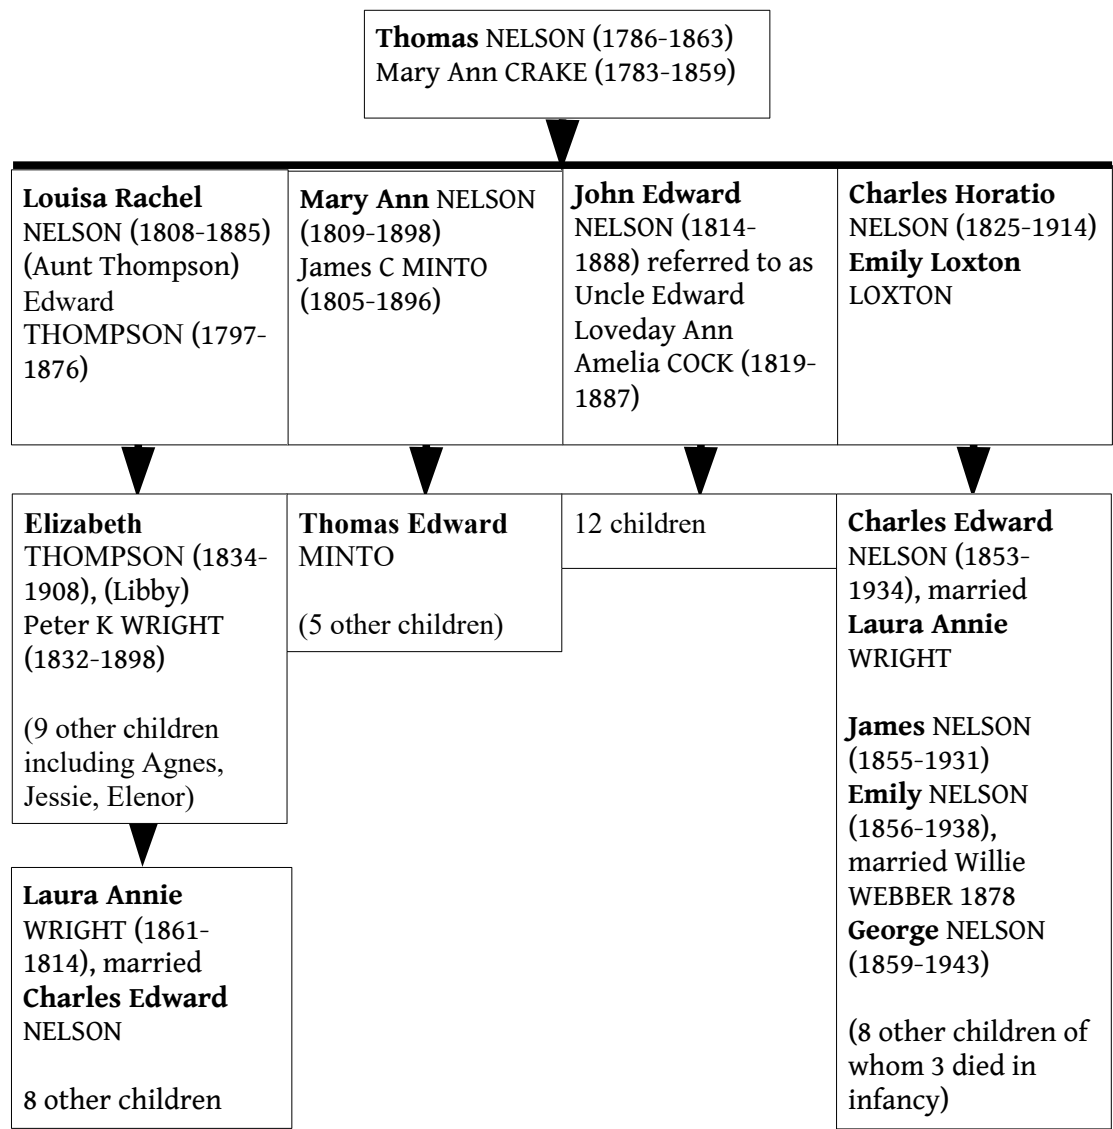 Thomas NELSON (1786-1863)
Mary Ann CRAKE (1783-1859)
Louisa Rachel
NELSON (1808-1885)
(Aunt Thompson)
Edward
THOMPSON (1797-
1876)
Mary Ann NELSON
(1809-1898)
James C MINTO
(1805-1896)
John Edward
NELSON (1814-
1888) referred to as
Uncle Edward
Loveday Ann
Amelia COCK (1819-
1887)
Charles Horatio
NELSON (1825-1914)
Emily Loxton
LOXTON
Elizabeth
THOMPSON (1834-
1908), (Libby)
Peter K WRIGHT
(1832-1898)
(9 other children
including Agnes,
Jessie, Elenor)
Thomas Edward
MINTO
(5 other children)
12 children
Charles Edward
NELSON (1853-
1934), married
Laura Annie
WRIGHT
James NELSON
(1855-1931)
Emily NELSON
(1856-1938),
married Willie
WEBBER 1878
George NELSON
(1859-1943)
(8 other children of
whom 3 died in
infancy)
Laura Annie
WRIGHT (1861-
1814), married
Charles Edward
NELSON
8 other children